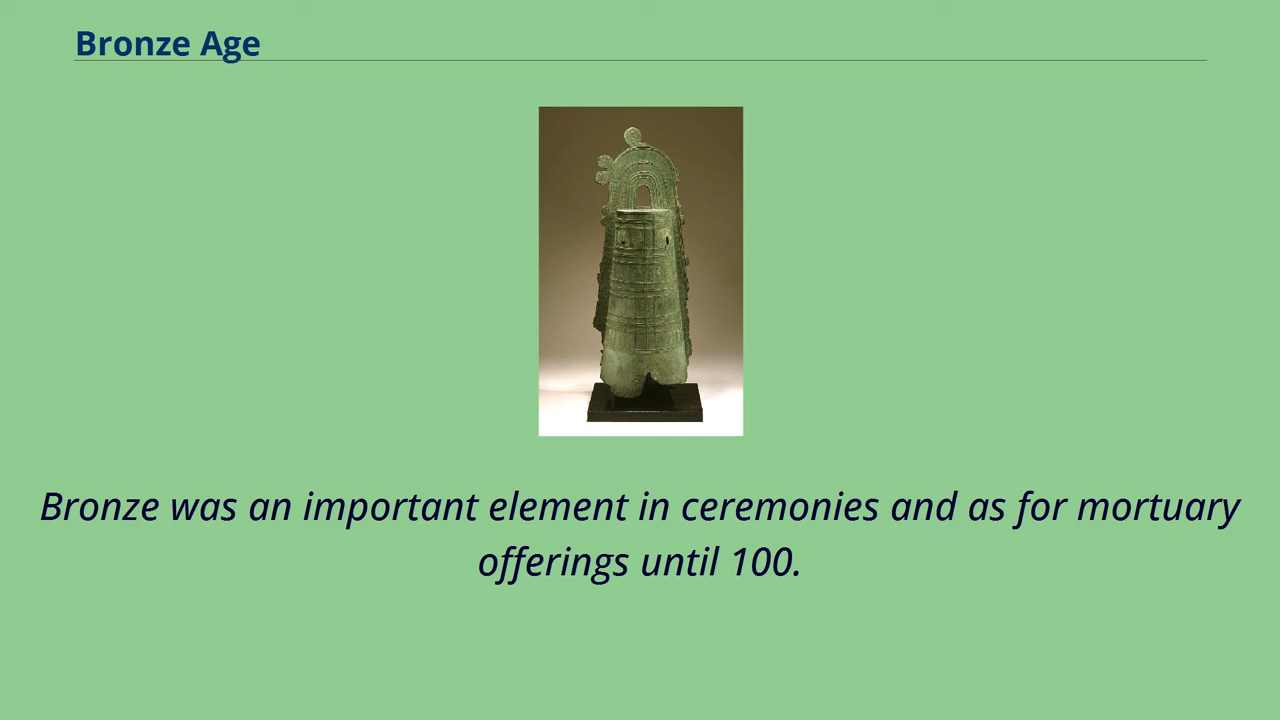 Bronze Age
Bronze was an important element in ceremonies and as for mortuary
offerings until 100.